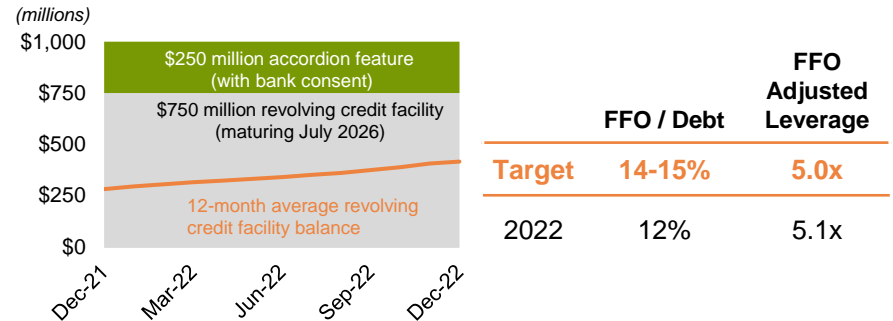 (millions)
$1,000
$750
$500
$250
$0
$250 million accordion feature
(with bank consent)
$750 million revolving credit facility
(maturing July 2026)
12-month average revolving
credit facility balance
Dec-21
Mar-22
Jun-22
Sep-22
Dec-22
FFO / Debt
FFO
Adjusted
Leverage
Target 14-15% 5.0x
2022 12% 5.1x